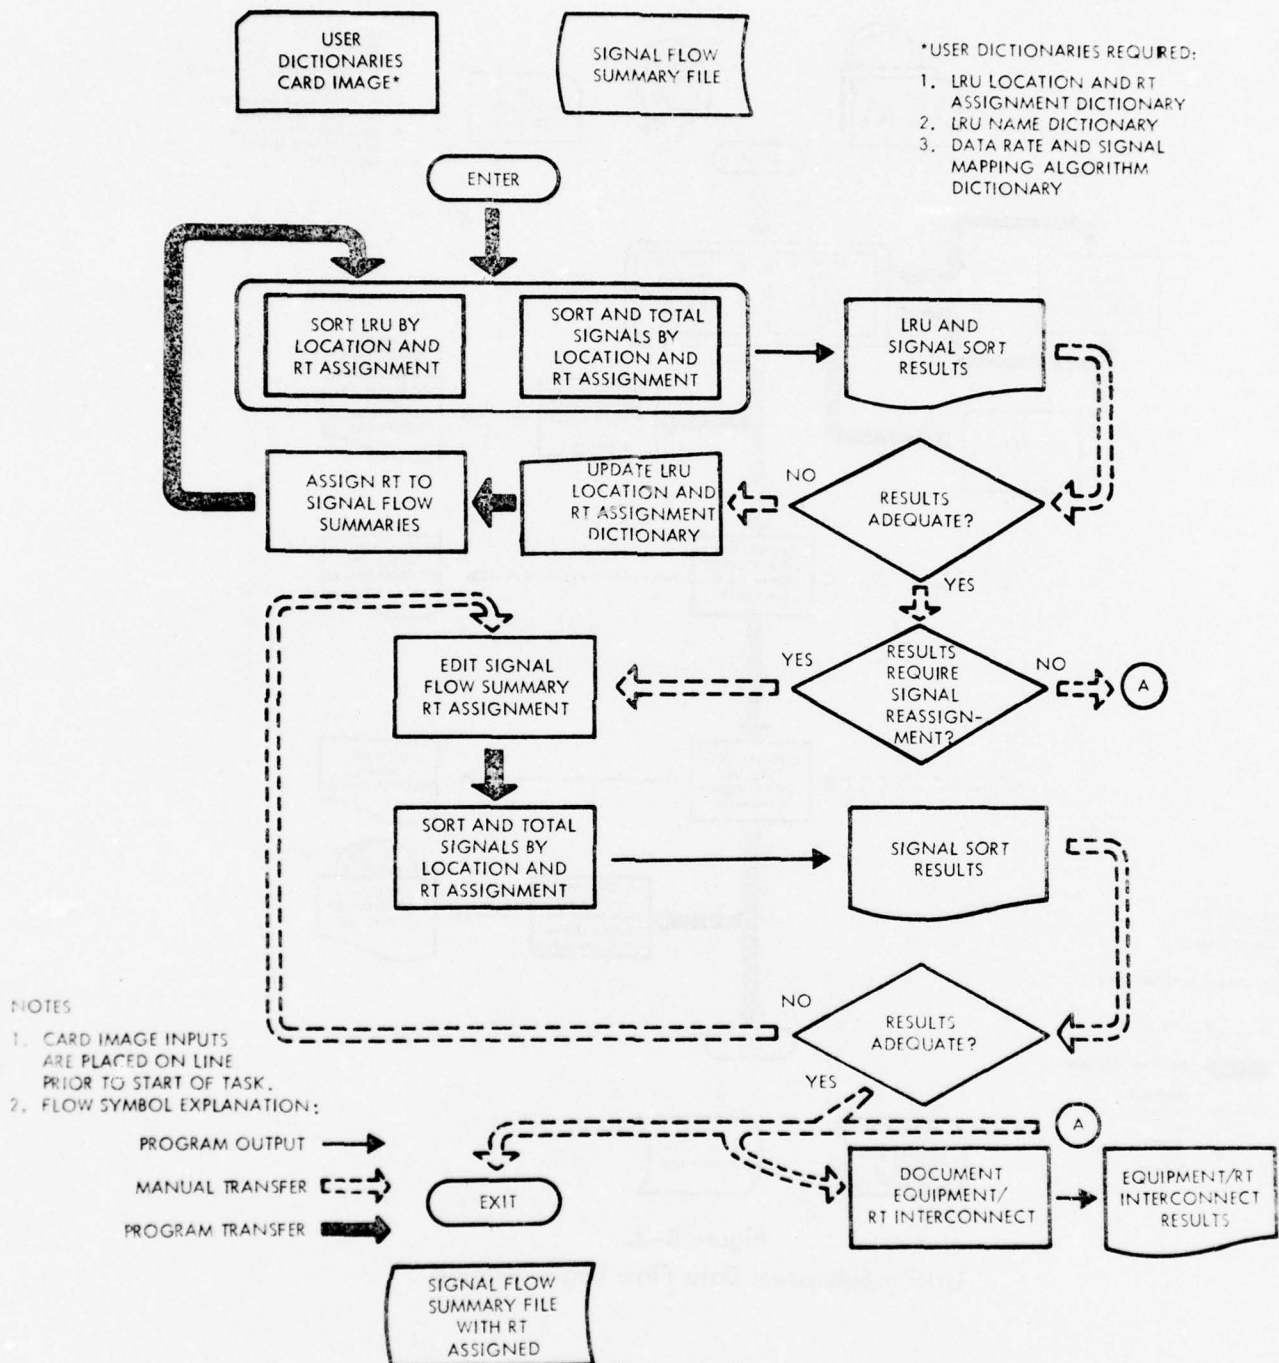 USER
DICTIONARIES
CARD IMAGE*
SIGNAL FLOW
SUMMARY FILE
*USER DICTIONARIES REQUIRED:
1. LRU LOCATION AND RT
ASSIGNMENT DICTIONARY
2. LRU NAME DICTIONARY
3. DATA RATE AND SIGNAL
MAPPING ALGORITHM
DICTIONARY
ENTER
SORT LRU BY
LOCATION AND
RT ASSIGNMENT
SORT AND TOTAL
SIGNALS BY
LOCATION AND
RT ASSIGNMENT
LRU AND
SIGNAL SORT
RESULTS
ASSIGN RT TO
SIGNAL FLOW
SUMMARIES
UPDATE LRU
LOCATION AND
RT ASSIGNMENT
DICTIONARY
NO
RESULTS
ADEQUATE?
YES
EDIT SIGNAL
FLOW SUMMARY
RT ASSIGNMENT
YES
RESULTS
REQUIRE
SIGNAL
REASSIGN-
MENT?
NO
A
SORT AND TOTAL
SIGNALS BY
LOCATION AND
RT ASSIGNMENT
SIGNAL SORT
RESULTS
NO
RESULTS
ADEQUATE?
YES
NOTES
1. CARD IMAGE INPUTS
ARE PLACED ON LINE
PRIOR TO START OF TASK.
2. FLOW SYMBOL EXPLANATION:
PROGRAM OUTPUT
MANUAL TRANSFER
PROGRAM TRANSFER
A
EXIT
DOCUMENT
EQUIPMENT/
RT INTERCONNECT
EQUIPMENT/RT
INTERCONNECT
RESULTS
SIGNAL FLOW
SUMMARY FILE
WITH RT
ASSIGNED